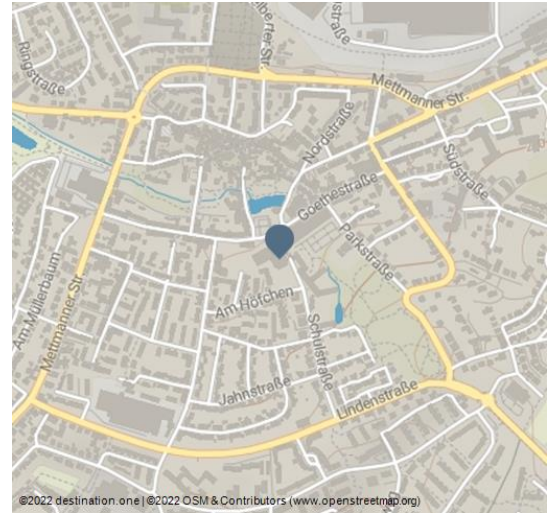 Ringstraße
Mettmanner Str.
Nordstraße
Südstraße
Goethestraße
Parkstraße
Am Müllerbaum
Mettmanner Str.
Am Höfchen
Schulstraße
Jahnstraße
Lindenstraße
©2022 destination.one | ©2022 OSM & Contributors (www.openstreetmap.org)